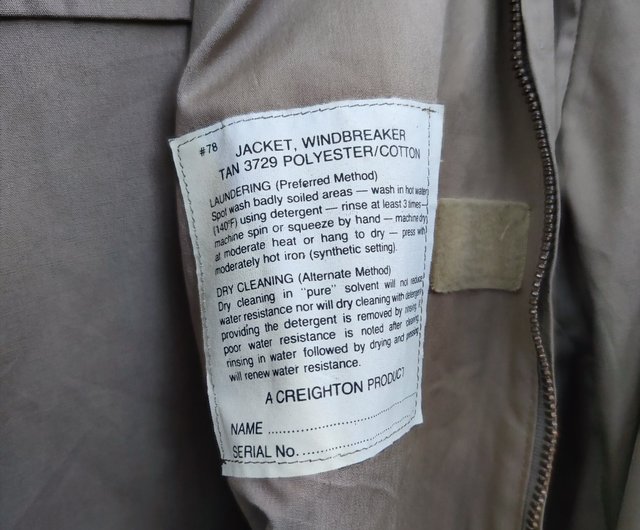 #78
JACKET, WINDBREAKER
TAN 3729 POLYESTER/COTTON
LAUNDERING (Preferred Method)
Spot wash badly soiled areas — wash in hot water
(140°F) using detergent — rinse at least 3 times —
machine spin or squeeze by hand — machine dry
at moderate heat or hang to dry — press with
moderately hot iron (synthetic setting).
DRY CLEANING (Alternate Method)
Dry cleaning in "pure" solvent will not reduce
water resistance nor will dry cleaning with detergent,
providing the detergent is removed by rinsing. If
poor water resistance is noted after cleaning,
rinsing in water followed by drying and pressing
will renew water resistance.
A CREIGHTON PRODUCT
NAME ..............................
SERIAL No. ........................